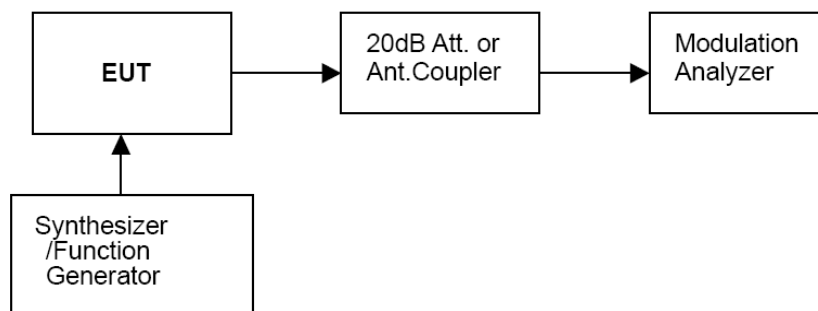 EUT
20dB Att. or
Ant.Coupler
Modulation
Analyzer
Synthesizer
/Function
Generator